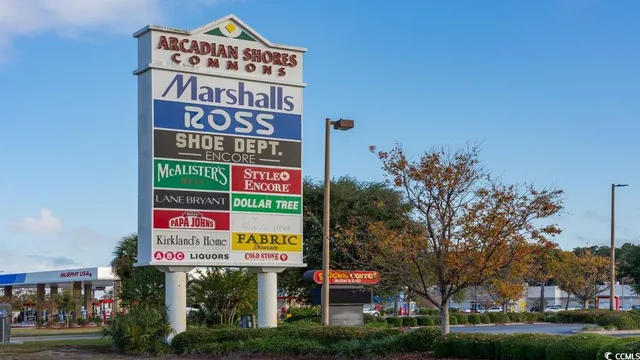 ARCADIAN SHORES
COMMONS
Marshalls
ROSS
SHOE DEPT.
ENCORE
McALISTER'S
DELI
STYLE
ENCORE
LANE BRYANT
DOLLAR TREE
PAPA JOHNS
Kirkland's Home
FABRIC
ABC LIQUORS
COLD STONE
MURPHY USA
CCMLS